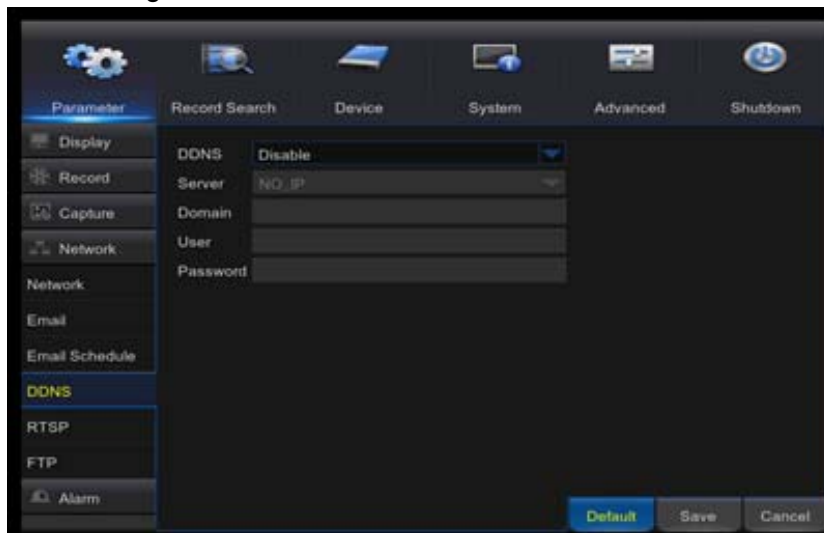 Parameter Record Search Device System Advanced Shutdown
Display
Record
Capture
Network
Network
Email
Email Schedule
DDNS
RTSP
FTP
Alarm
DDNS Disable
Server NO_IP
Domain
User
Password
Default Save Cancel